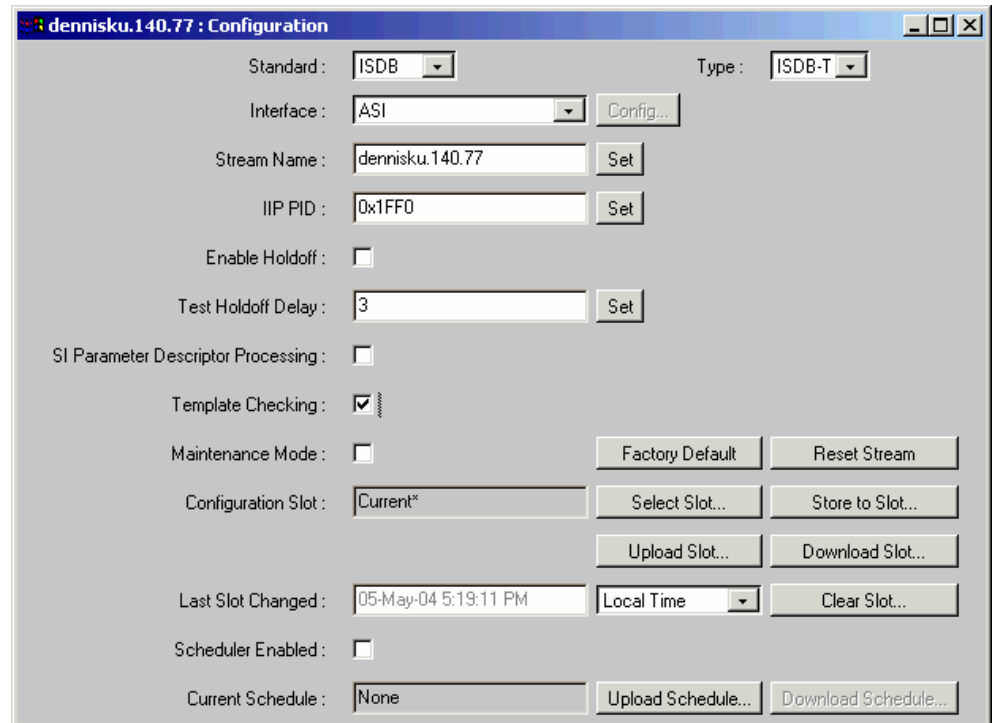 dennisku.140.77 : Configuration
Standard : ISDB Type : ISDB-T
Interface : ASI Config...
Stream Name : dennisku.140.77 Set
IIP PID : 0x1FF0 Set
Enable Holdoff :
Test Holdoff Delay : 3 Set
SI Parameter Descriptor Processing :
Template Checking :
Maintenance Mode : Factory Default Reset Stream
Configuration Slot : Current* Select Slot... Store to Slot...
Upload Slot... Download Slot...
Last Slot Changed : 05-May-04 5:19:11 PM Local Time Clear Slot...
Scheduler Enabled :
Current Schedule : None Upload Schedule... Download Schedule...